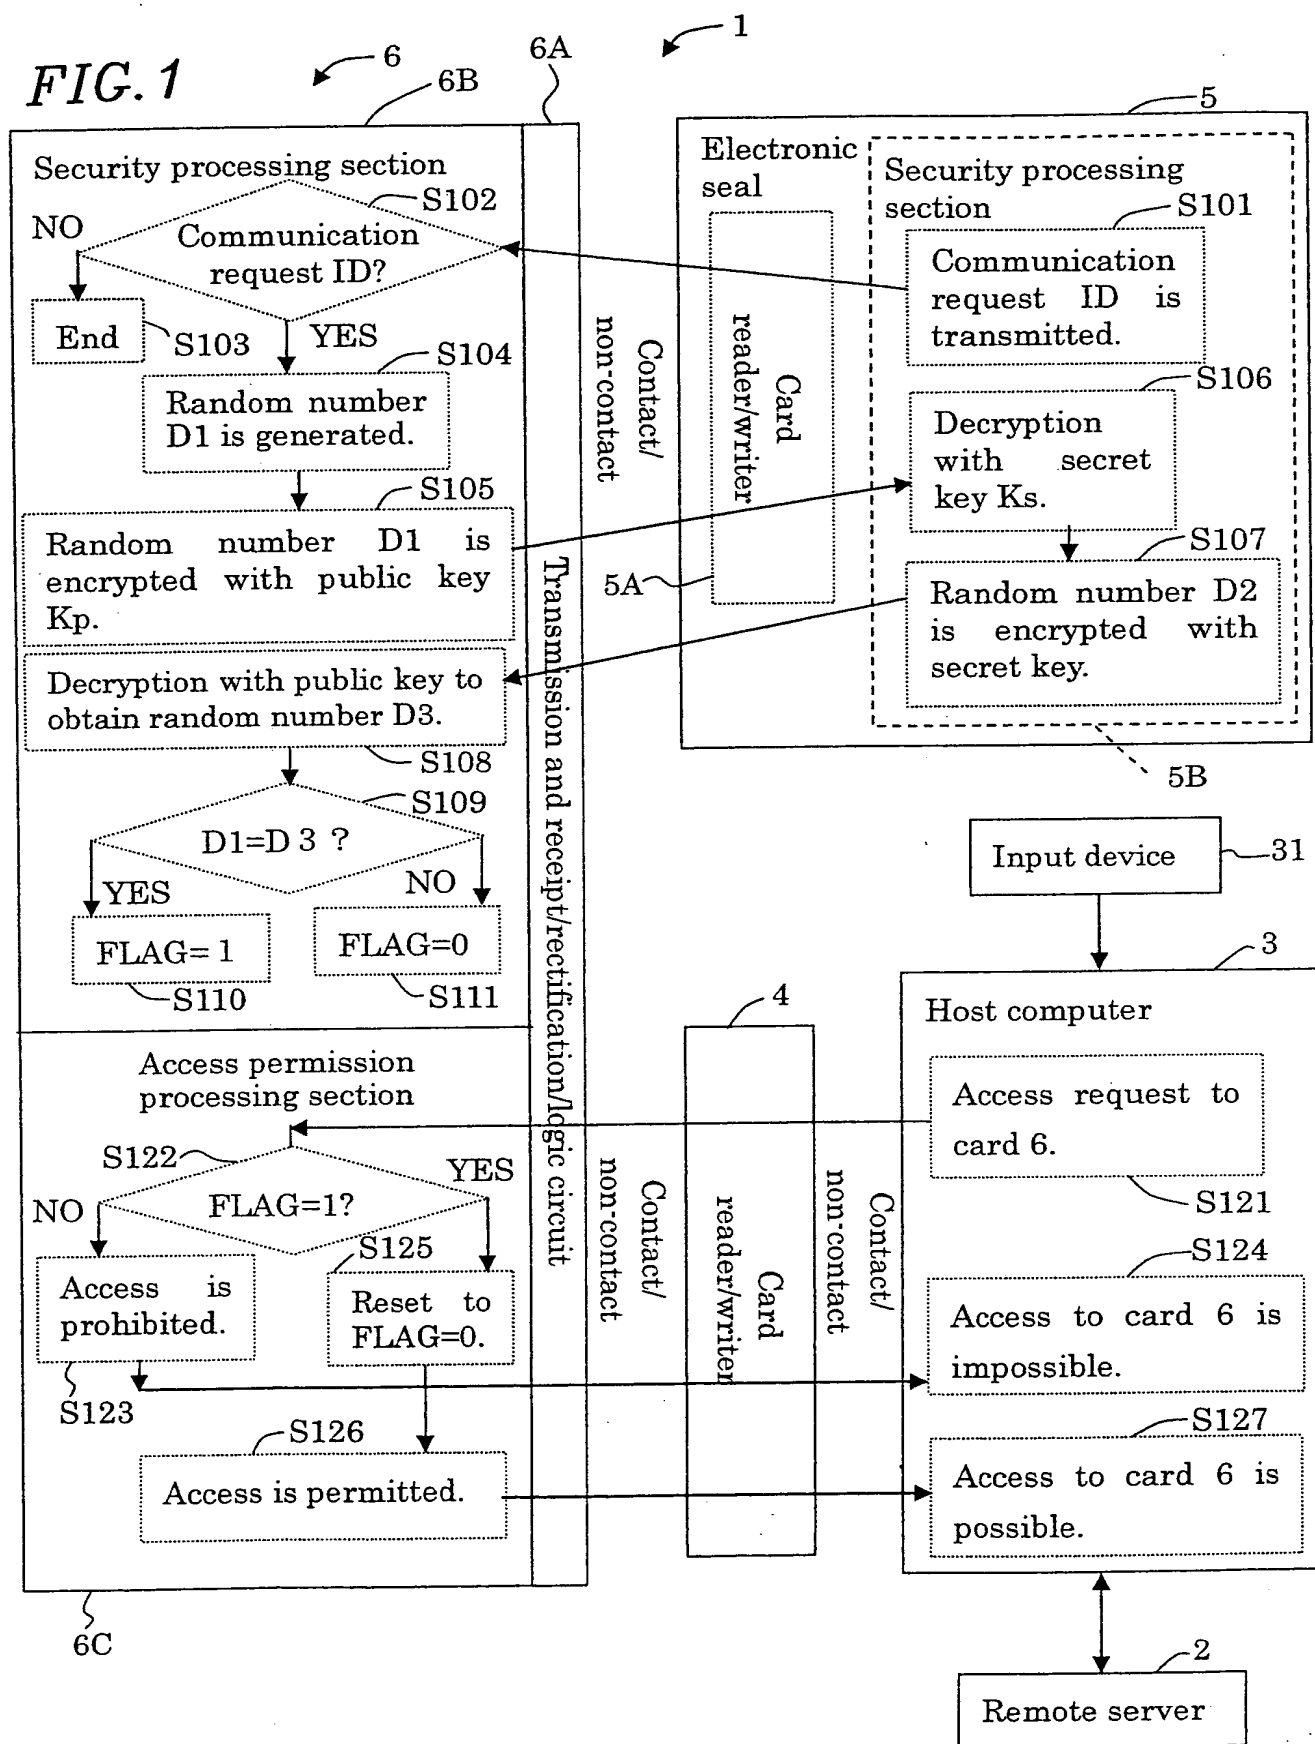 FIG. 1
1
6
6A
6B
5
Security processing section
S102
NO
Communication
request ID?
End
S103
YES
S104
Random number
D1 is generated.
S105
Random number D1 is
encrypted with public key
Kp.
Decryption with public key to
obtain random number D3.
S108
S109
D1=D3 ?
YES
NO
FLAG=1
FLAG=0
S110
S111
Transmission and receipt/rectification/logic circuit
Contact/
non-contact
Electronic
seal
Card
reader/writer
5A
Security processing
section
S101
Communication
request ID is
transmitted.
S106
Decryption
with secret
key Ks.
S107
Random number D2
is encrypted with
secret key.
5B
Input device
31
3
Host computer
Access request to
card 6.
S121
S124
Access to card 6 is
impossible.
S127
Access to card 6 is
possible.
4
Contact/
non-contact
Card
reader/writer
Contact/
non-contact
Access permission
processing section
S122
YES
NO
FLAG=1?
S125
Access is
prohibited.
Reset to
FLAG=0.
S123
S126
Access is permitted.
6C
2
Remote server